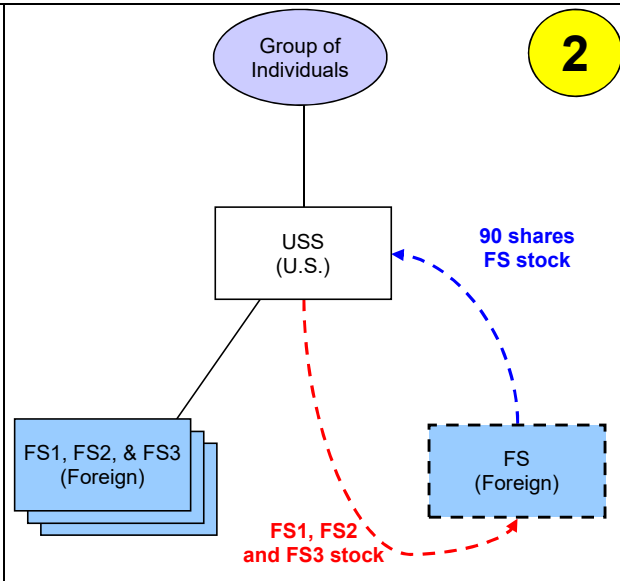 Group of
Individuals
2
USS
(U.S.)
90 shares
FS stock
FS1, FS2, & FS3
(Foreign)
FS
(Foreign)
FS1, FS2
and FS3 stock